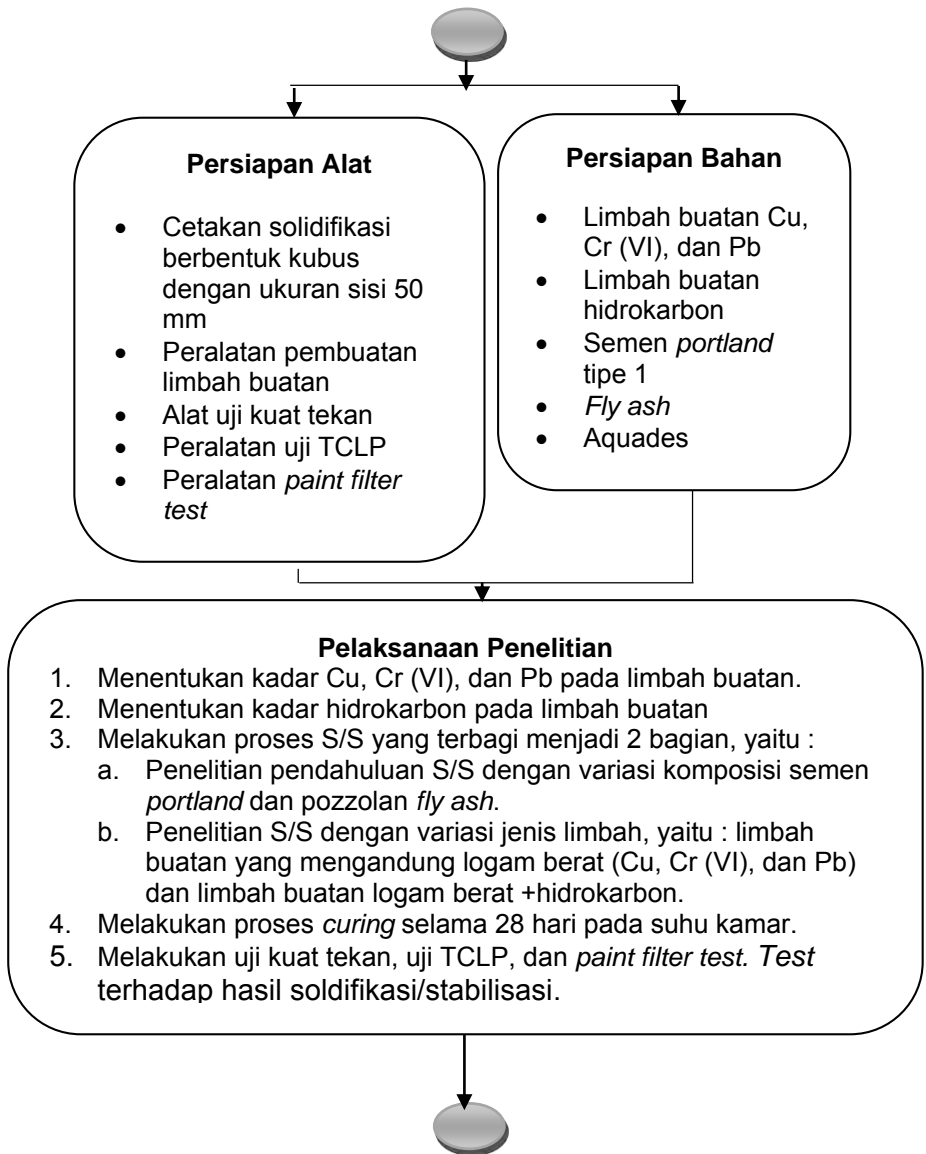 Persiapan Alat
• Cetakan solidifikasi
berbentuk kubus
dengan ukuran sisi 50
mm
• Peralatan pembuatan
limbah buatan
• Alat uji kuat tekan
• Peralatan uji TCLP
• Peralatan paint filter
test
Persiapan Bahan
• Limbah buatan Cu,
Cr (VI), dan Pb
• Limbah buatan
hidrokarbon
• Semen portland
tipe 1
• Fly ash
• Aquades
Pelaksanaan Penelitian
1. Menentukan kadar Cu, Cr (VI), dan Pb pada limbah buatan.
2. Menentukan kadar hidrokarbon pada limbah buatan
3. Melakukan proses S/S yang terbagi menjadi 2 bagian, yaitu :
a. Penelitian pendahuluan S/S dengan variasi komposisi semen
portland dan pozzolan fly ash.
b. Penelitian S/S dengan variasi jenis limbah, yaitu : limbah
buatan yang mengandung logam berat (Cu, Cr (VI), dan Pb)
dan limbah buatan logam berat +hidrokarbon.
4. Melakukan proses curing selama 28 hari pada suhu kamar.
5. Melakukan uji kuat tekan, uji TCLP, dan paint filter test. Test
terhadap hasil soldifikasi/stabilisasi.